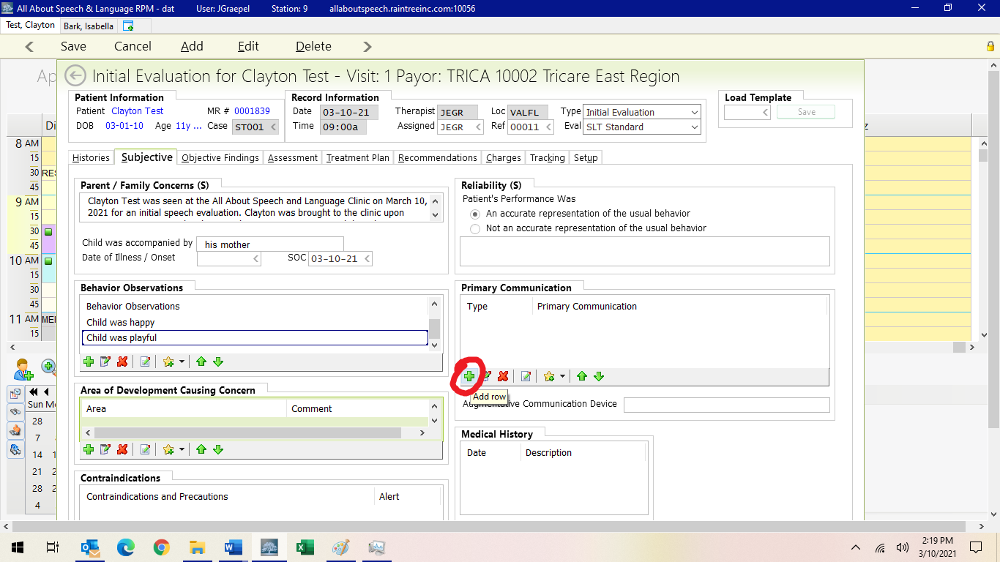 All About Speech & Language RPM - dat User: JGraepel Station: 9 allaboutspeech.raintreeinc.com:10056
Test, Clayton Bark, Isabella
Save Cancel Add Edit Delete
Ap
Initial Evaluation for Clayton Test - Visit: 1 Payor: TRICA 10002 Tricare East Region
Patient Information
Patient Clayton Test MR # 0001839
DOB 03-01-10 Age 11y ... Case ST001
Record Information
Date 03-10-21 Therapist JEGR Loc VALFL Type Initial Evaluation
Time 09:00a Assigned JEGR Ref 00011 Eval SLT Standard
Load Template
Save
Histories Subjective Objective Findings Assessment Treatment Plan Recommendations Charges Tracking Setup
Di
8 AM
15
30 RES
45
9 AM
15
30
45
10 AM
15
30
45
11 AM
15
Sun Mo
28
7
14 1
21 2
28 2
4
Parent / Family Concerns (S)
Clayton Test was seen at the All About Speech and Language Clinic on March 10,
2021 for an initial speech evaluation. Clayton was brought to the clinic upon
Child was accompanied by his mother
Date of Illness / Onset SOC 03-10-21
Behavior Observations
Behavior Observations
Child was happy
Child was playful
Area of Development Causing Concern
Area Comment
Contraindications
Contraindications and Precautions Alert
Reliability (S)
Patient's Performance Was
An accurate representation of the usual behavior
Not an accurate representation of the usual behavior
Primary Communication
Type Primary Communication
Add row
Augmentative Communication Device
Medical History
Date Description
2:19 PM
3/10/2021